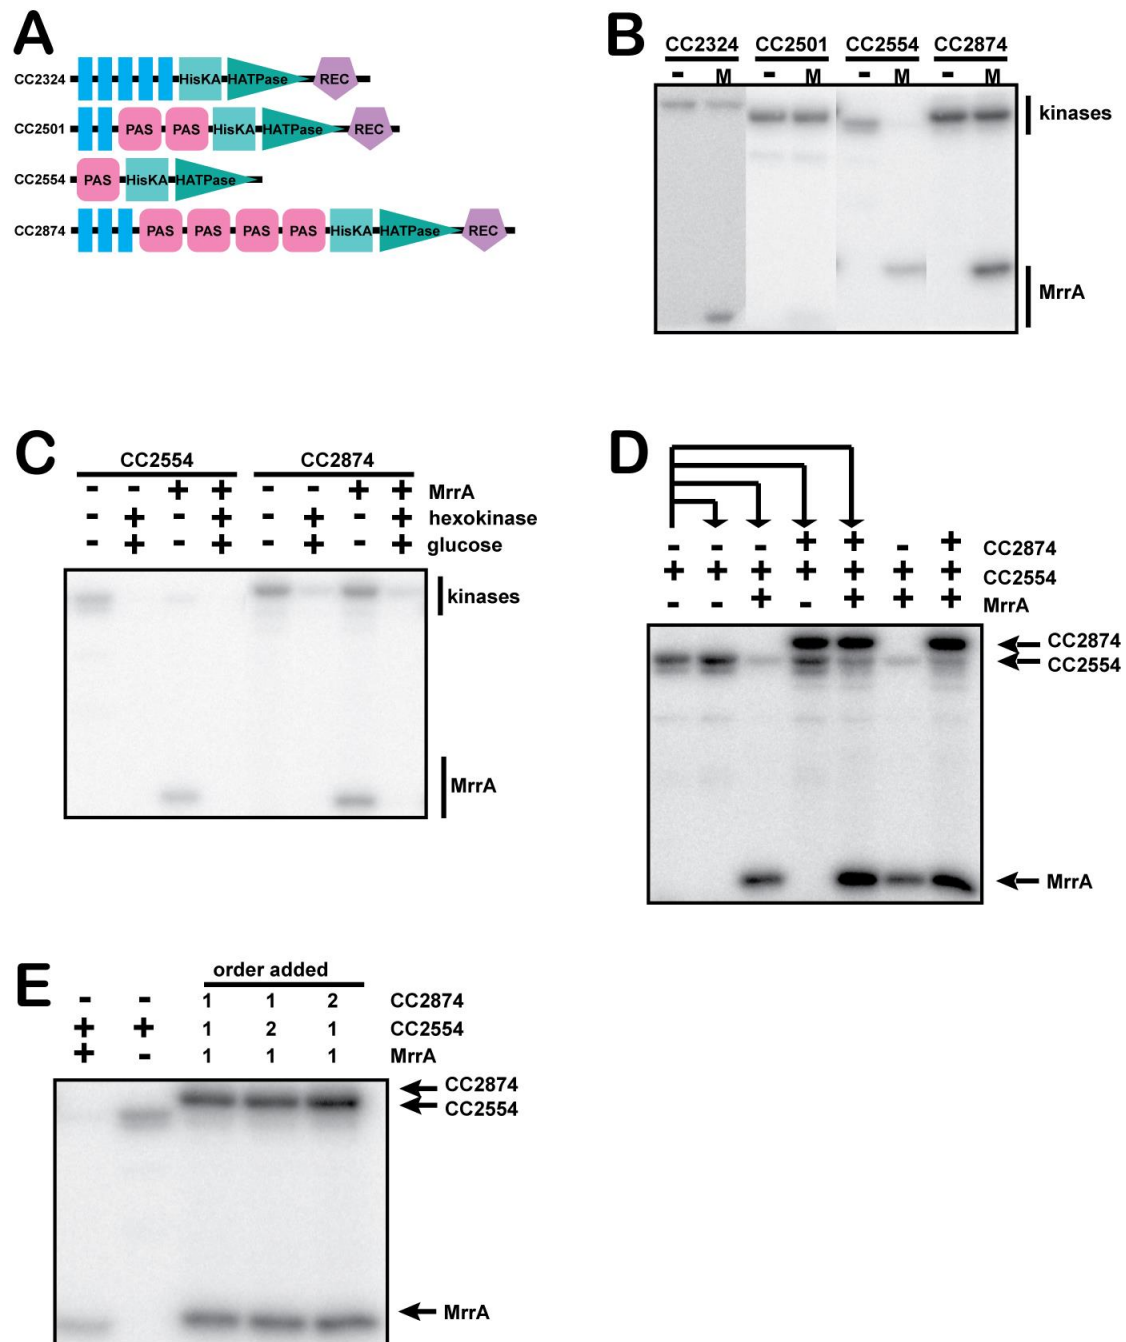 A
CC2324 HisKA HATPase REC
CC2501 PAS PAS HisKA HATPase REC
CC2554 PAS HisKA HATPase
CC2874 PAS PAS PAS PAS HisKA HATPase REC
B
CC2324 CC2501 CC2554 CC2874
- M - M - M - M
kinases
MrrA
C
CC2554 CC2874
- - + + - - + + MrrA
- + - + - + - + hexokinase
- + - + - + - + glucose
kinases
MrrA
D
- - - + + - + CC2874
+ + + + + + + CC2554
- - + - + + + MrrA
CC2874
CC2554
MrrA
E
order added
- - 1 1 2 CC2874
+ + 1 2 1 CC2554
+ - 1 1 1 MrrA
CC2874
CC2554
MrrA